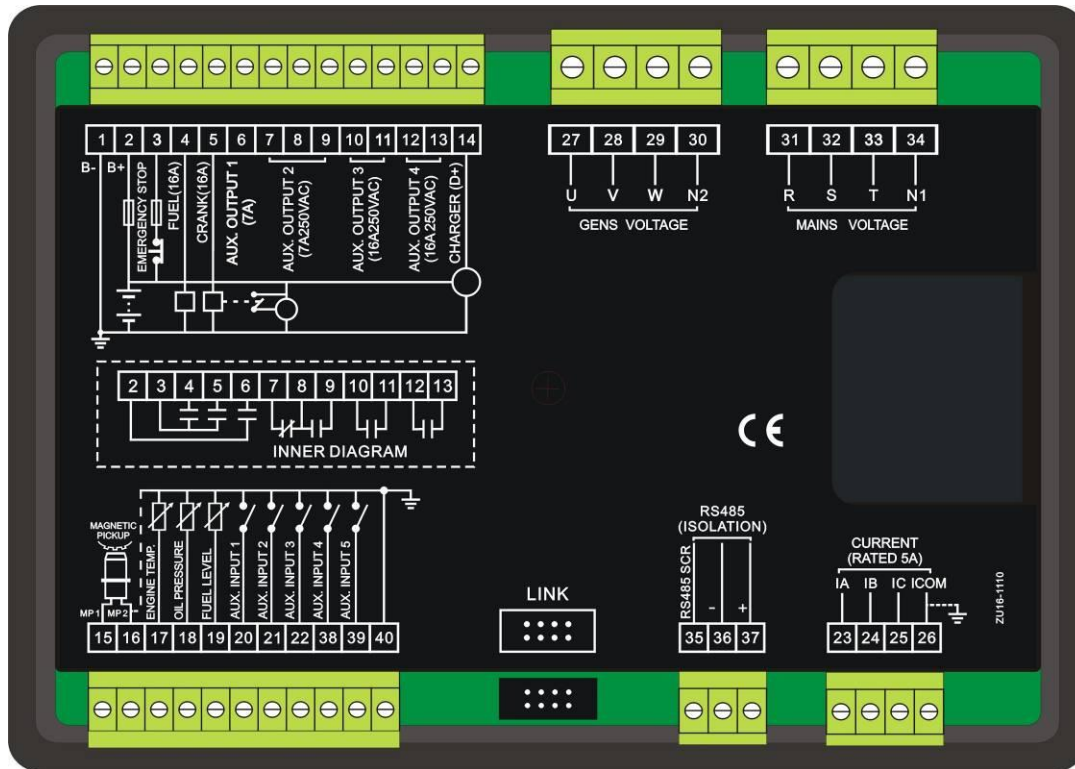 1 2 3 4 5 6 7 8 9 10 11 12 13 14
B- B+
EMERGENCY STOP
FUEL(16A)
CRANK(16A)
AUX. OUTPUT 1
(7A)
AUX. OUTPUT 2
(7A250VAC)
AUX. OUTPUT 3
(16A250VAC)
AUX. OUTPUT 4
(16A 250VAC)
CHARGER (D+)
27 28 29 30
U V W N2
GENS VOLTAGE
31 32 33 34
R S T N1
MAINS VOLTAGE
2 3 4 5 6 7 8 9 10 11 12 13
INNER DIAGRAM
CE
MAGNETIC
PICKUP
MP1 MP2
ENGINE TEMP.
OIL PRESSURE
FUEL LEVEL
AUX. INPUT 1
AUX. INPUT 2
AUX. INPUT 3
AUX. INPUT 4
AUX. INPUT 5
15 16 17 18 19 20 21 22 38 39 40
LINK
RS485
(ISOLATION)
RS485 SCR
- +
35 36 37
CURRENT
(RATED 5A)
IA IB IC ICOM
23 24 25 26
ZU16-1110